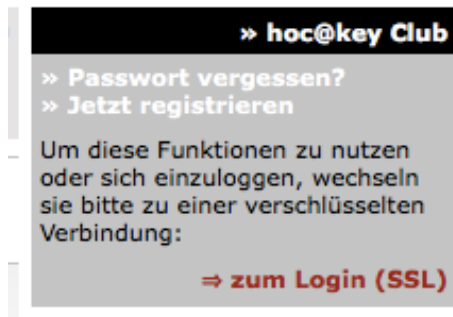 » hoc@key Club
» Passwort vergessen?
» Jetzt registrieren
Um diese Funktionen zu nutzen
oder sich einzuloggen, wechseln
sie bitte zu einer verschlüsselten
Verbindung:
⇒ zum Login (SSL)